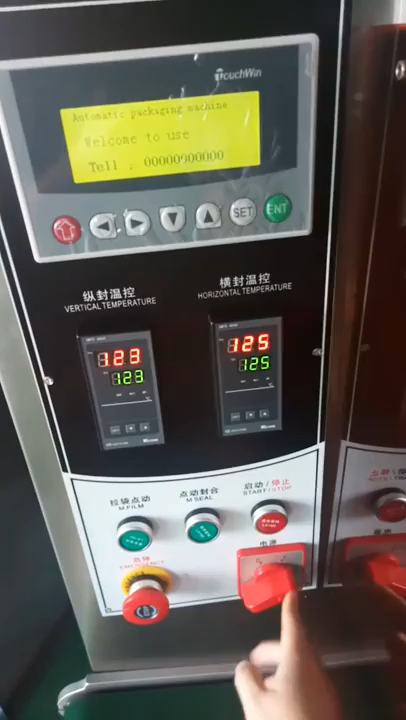 TouchWin
Automatic packaging machine
Welcome to use
Tell : 00000900000
SET
ENT
纵封温控
VERTICAL TEMPERATURE
横封温控
HORIZONTAL TEMPERATURE
123
123
125
125
拉袋点动
M FILM
点动封合
M SEAL
启动/停止
START/STOP
急停
EMERGENCY
电源